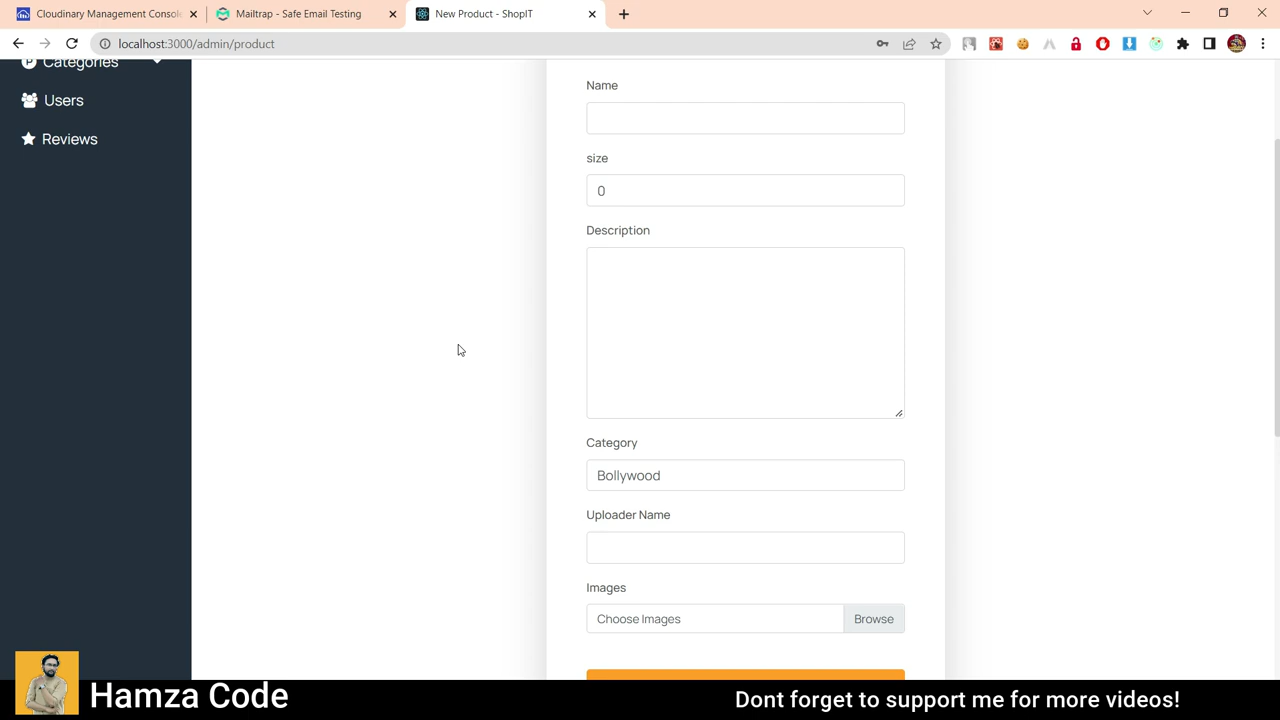 Cloudinary Management Console
Mailtrap - Safe Email Testing
New Product - ShopIT
localhost:3000/admin/product
Categories
Users
Reviews
Name
size
0
Description
Category
Bollywood
Uploader Name
Images
Choose Images
Browse
Hamza Code
Dont forget to support me for more videos!